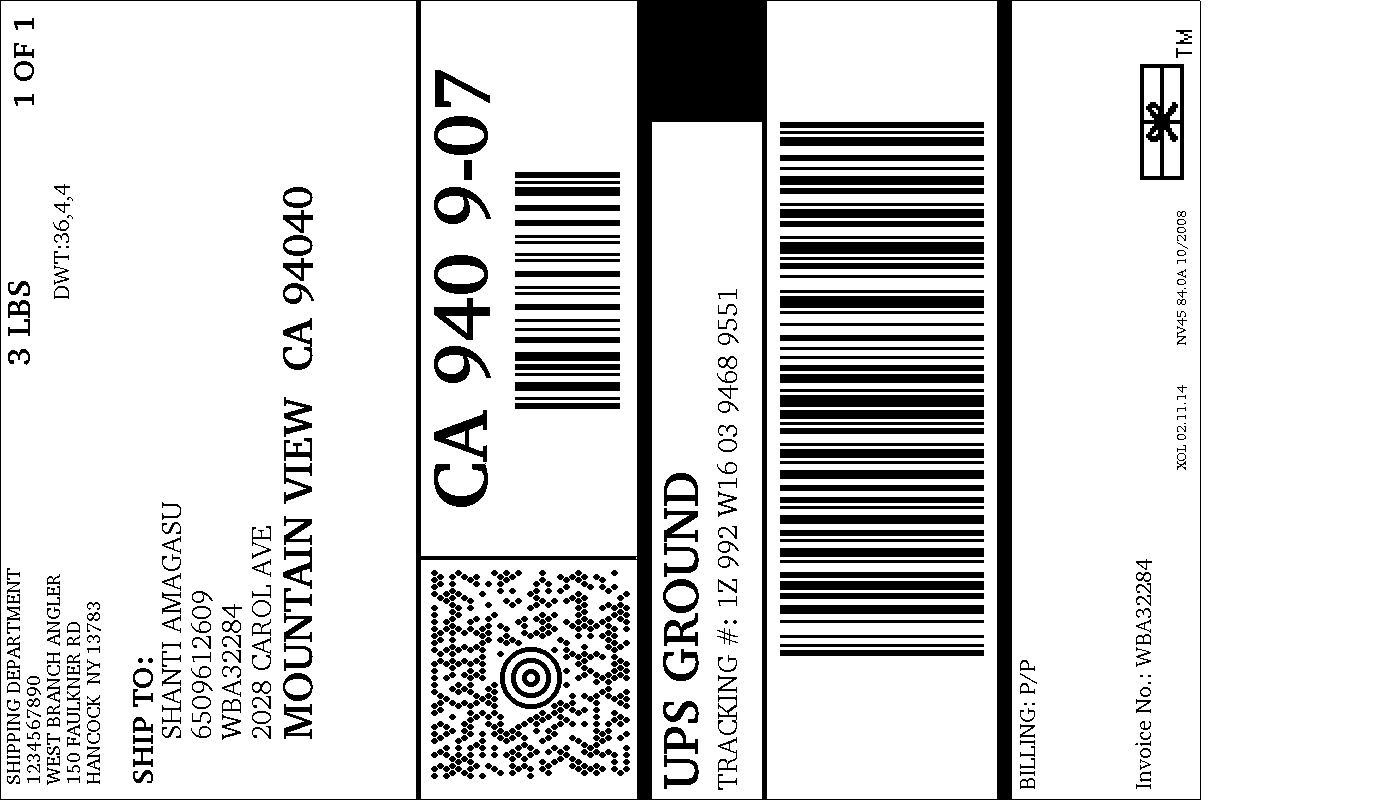 SHIPPING DEPARTMENT
1234567890
WEST BRANCH ANGLER
150 FAULKNER RD
HANCOCK NY 13783
3 LBS
1 OF 1
DWT:36,4,4
SHIP TO:
SHANTI AMAGASU
6509612609
WBA32284
2028 CAROL AVE
MOUNTAIN VIEW CA 94040
CA 940 9-07
UPS GROUND
TRACKING #: 1Z 992 W16 03 9468 9551
BILLING: P/P
Invoice No.: WBA32284
XOL 02.11.14 NV45 84.0A 10/2008
TM